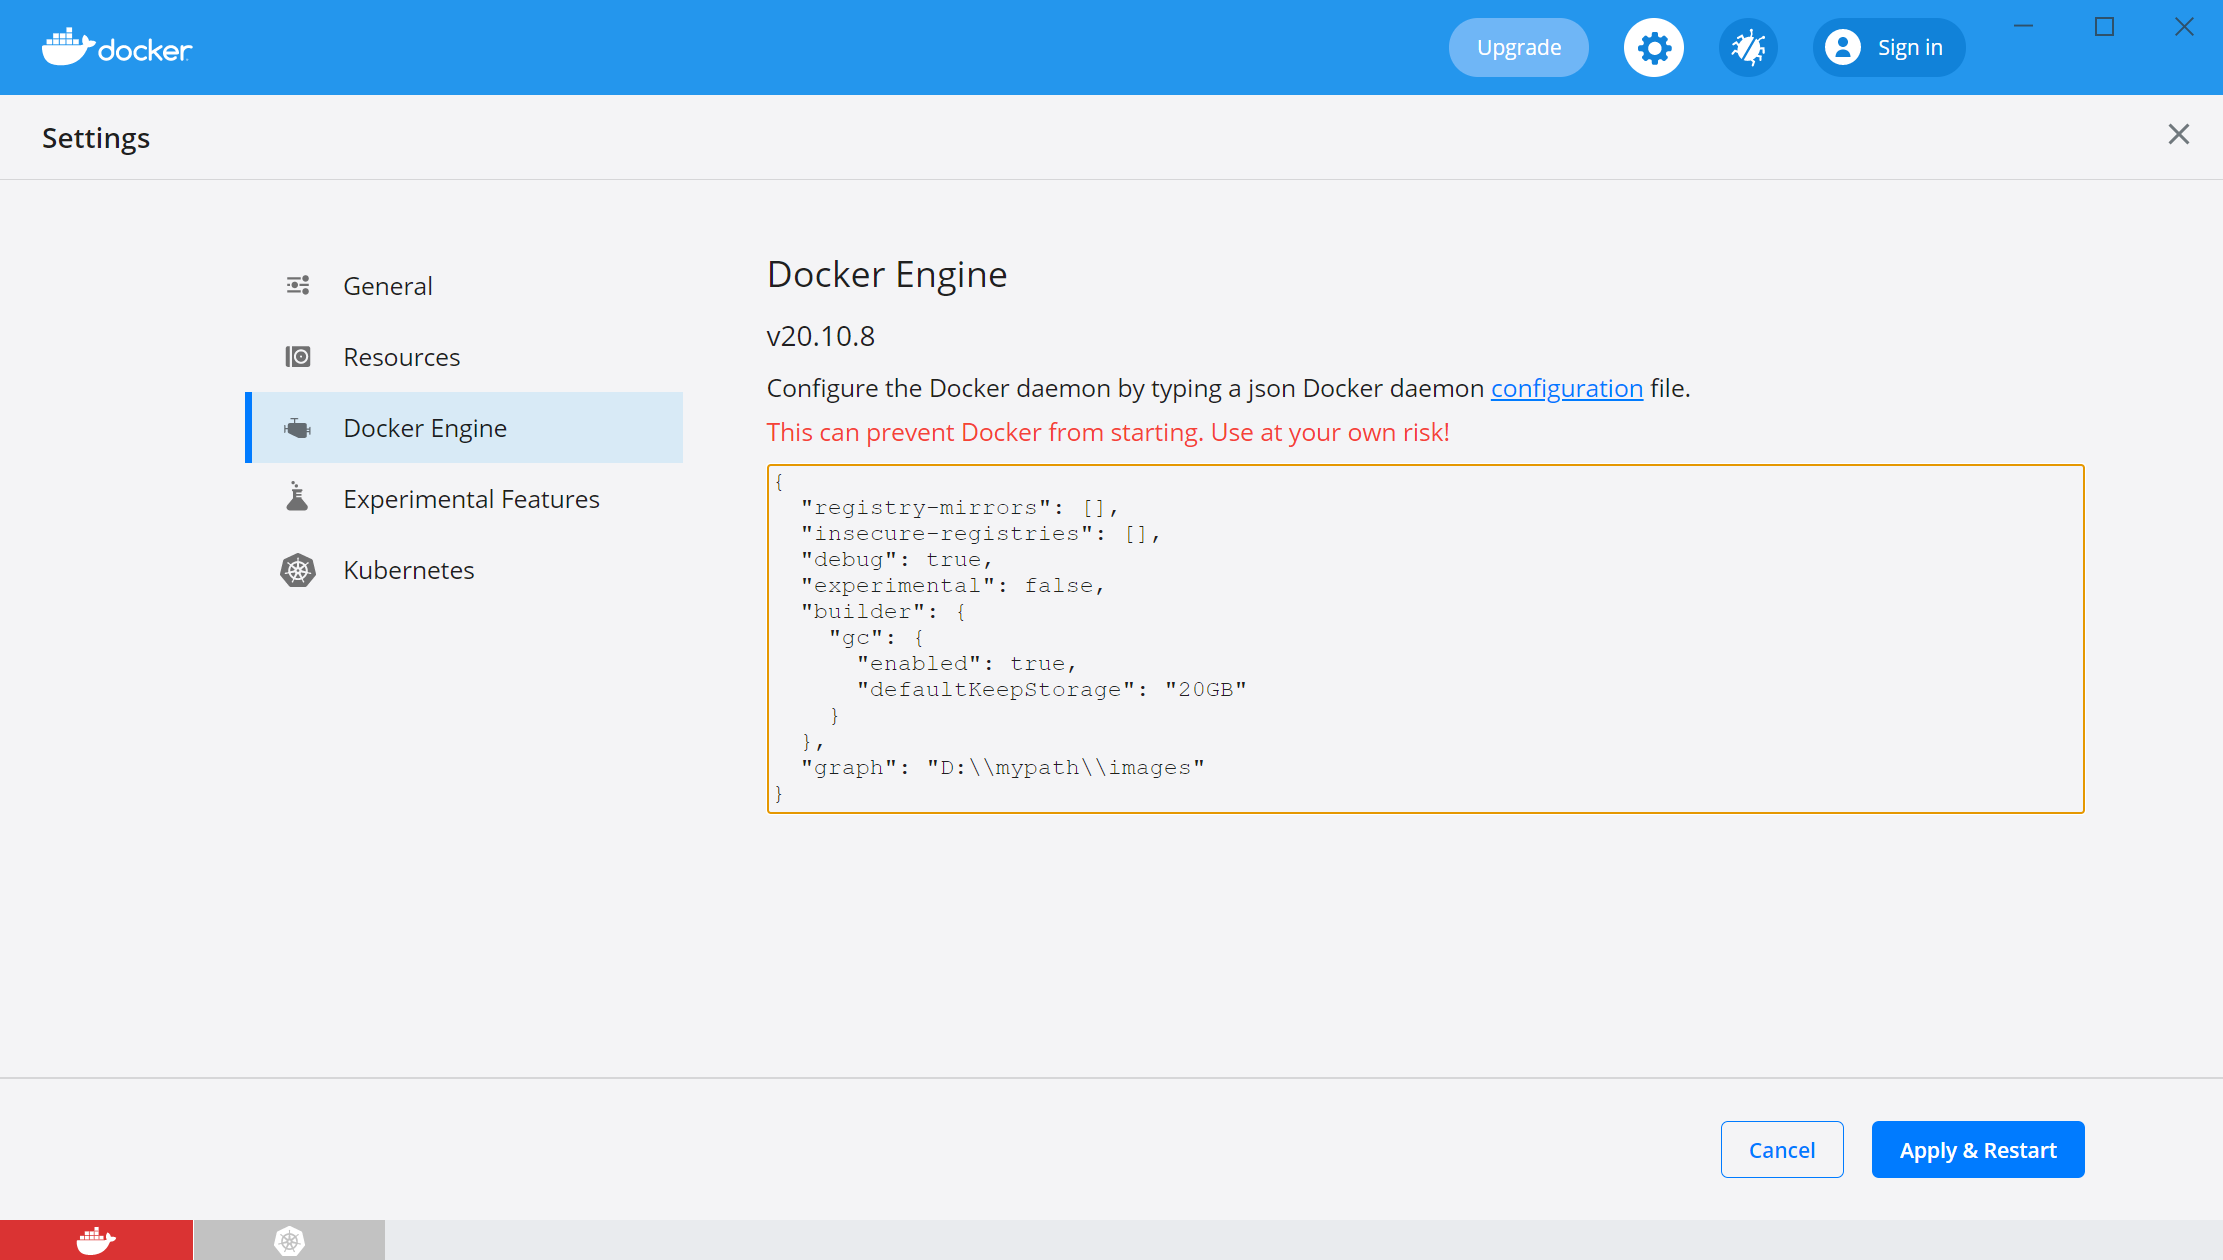 docker
Upgrade
Sign in
Settings
General
Resources
Docker Engine
Experimental Features
Kubernetes
Docker Engine
v20.10.8
Configure the Docker daemon by typing a json Docker daemon configuration file.
This can prevent Docker from starting. Use at your own risk!
{
  "registry-mirrors": [],
  "insecure-registries": [],
  "debug": true,
  "experimental": false,
  "builder": {
    "gc": {
      "enabled": true,
      "defaultKeepStorage": "20GB"
    }
  },
  "graph": "D:\\mypath\\images"
}
Cancel
Apply & Restart